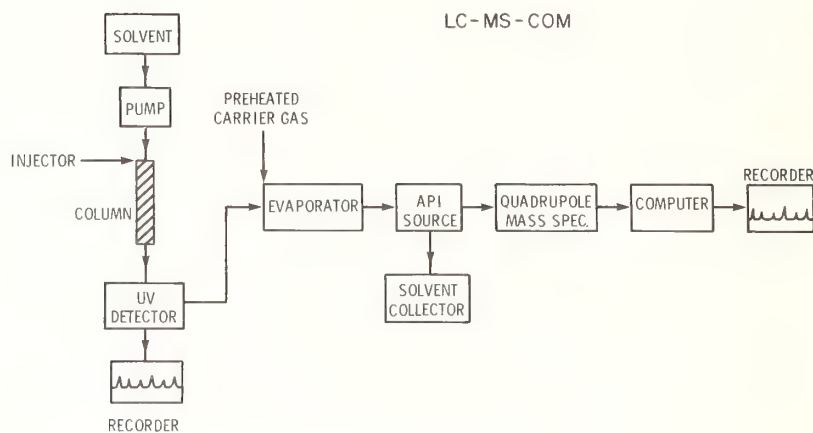 LC-MS-COM
SOLVENT
PUMP
INJECTOR
COLUMN
UV
DETECTOR
RECORDER
PREHEATED
CARRIER GAS
EVAPORATOR
API
SOURCE
SOLVENT
COLLECTOR
QUADRUPOLE
MASS SPEC.
COMPUTER
RECORDER